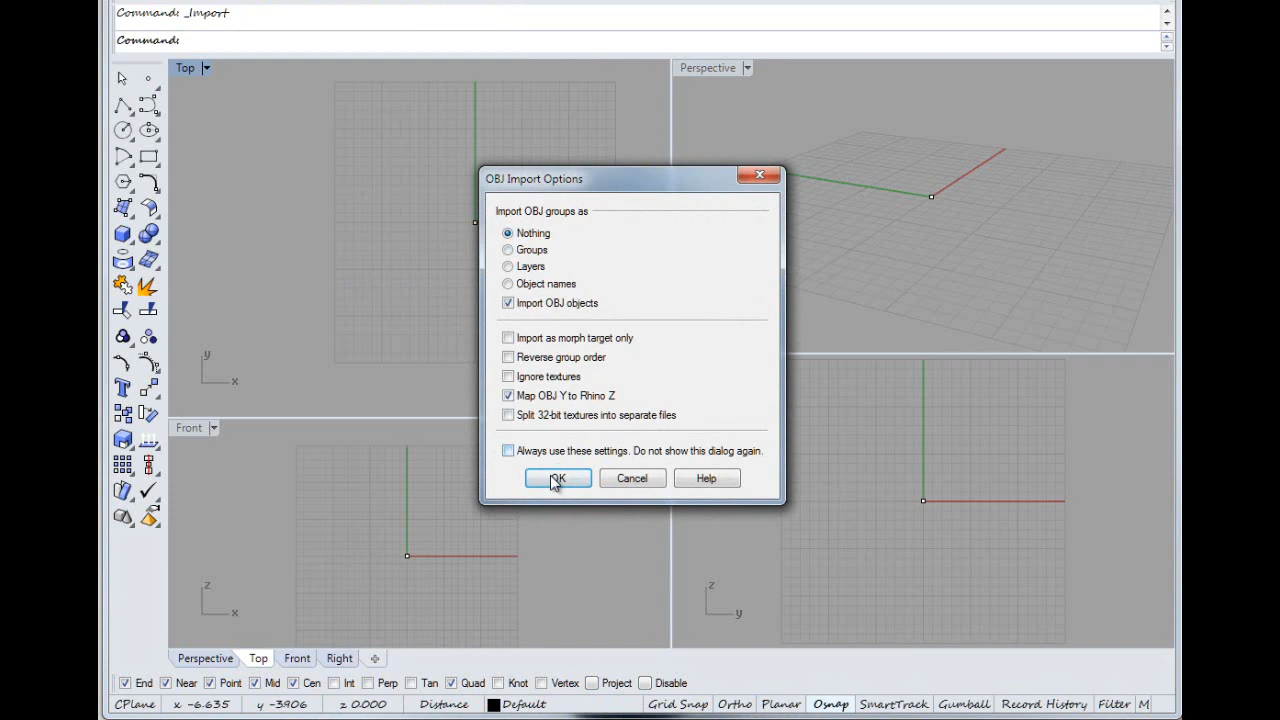 Command: _Import
Command:
Top
Perspective
y
x
OBJ Import Options
Import OBJ groups as
Nothing
Groups
Layers
Object names
Import OBJ objects
Import as morph target only
Reverse group order
Ignore textures
Map OBJ Y to Rhino Z
Split 32-bit textures into separate files
Always use these settings. Do not show this dialog again.
OK Cancel Help
Front
z
x
z
y
Perspective Top Front Right
End Near Point Mid Cen Int Perp Tan Quad Knot Vertex Project Disable
CPlane x -6.635 y -3.906 z 0.000 Distance Default Grid Snap Ortho Planar Osnap SmartTrack Gumball Record History Filter M